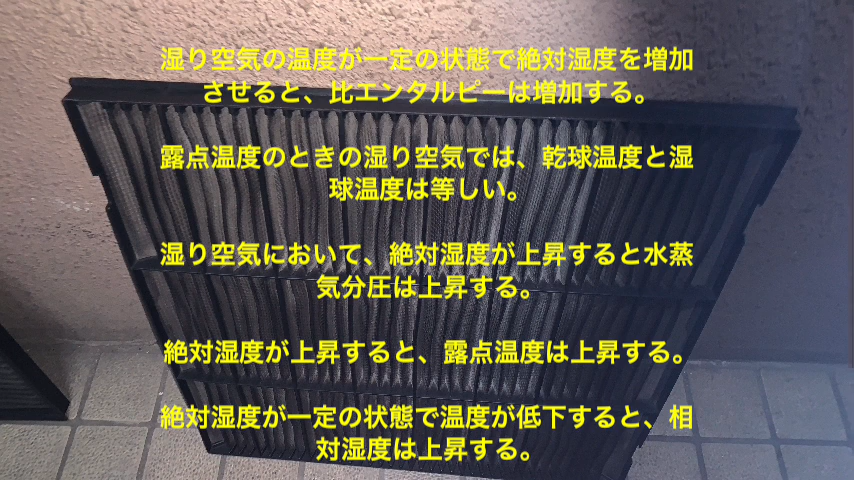 湿り空気の温度が一定の状態で絶対湿度を増加
させると、比エンタルピーは増加する。
露点温度のときの湿り空気では、乾球温度と湿
球温度は等しい。
湿り空気において、絶対湿度が上昇すると水蒸
気分圧は上昇する。
絶対湿度が上昇すると、露点温度は上昇する。
絶対湿度が一定の状態で温度が低下すると、相
対湿度は上昇する。